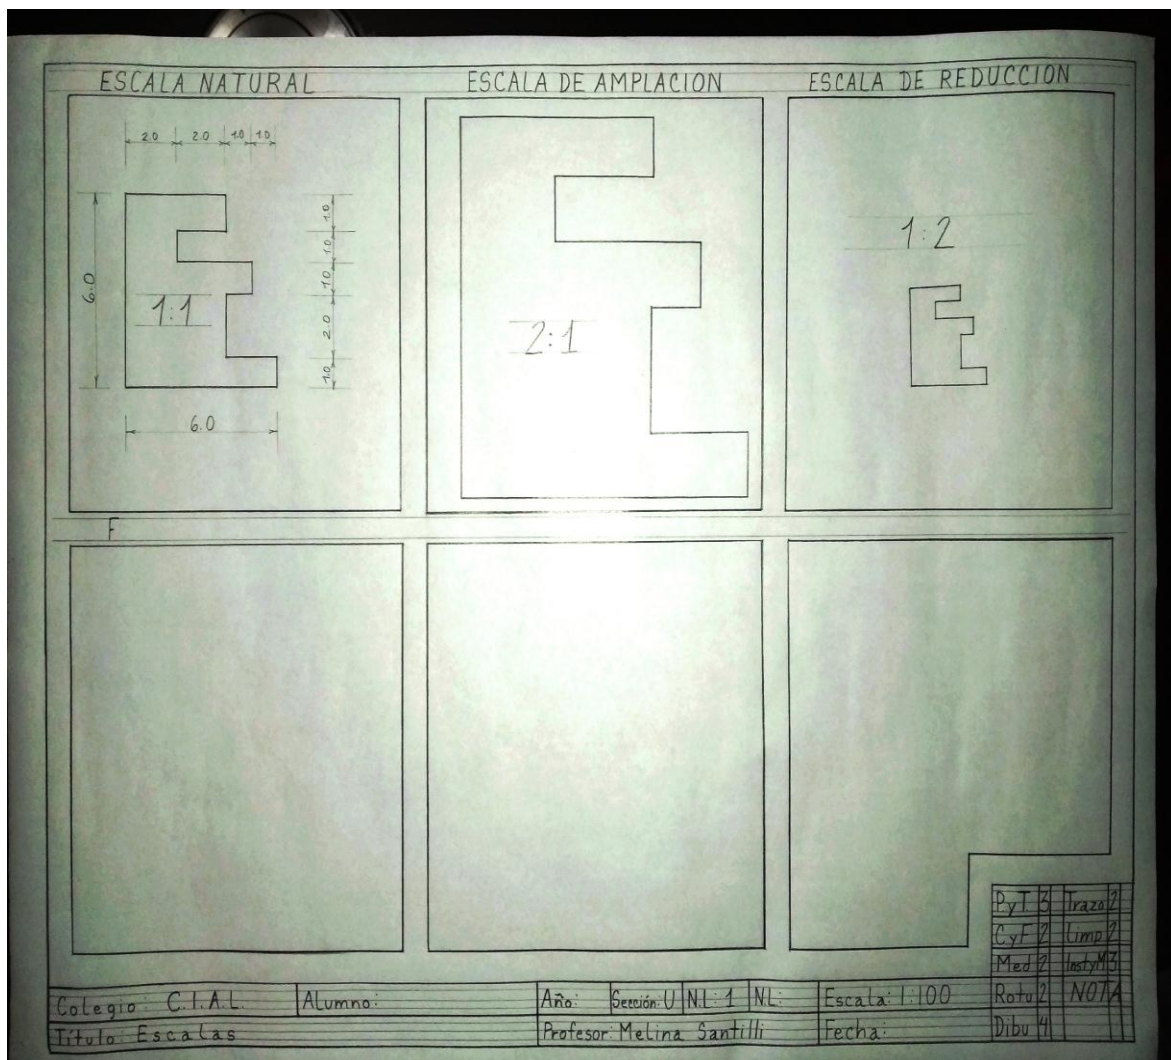 ESCALA NATURAL
ESCALA DE AMPLACION
ESCALA DE REDUCCION
2.0 2.0 1.0 1.0
6.0
1.0
1.0
1.0
2.0
1.0
1:1
6.0
2:1
1:2
F
PyT. 3 Trazo 2
CyF 2 Limp 2
Med 2 InstyM 3
Rotu 2 NOTA
Dibu 4
Colegio: C.I.A.L. Alumno: Año: Sección: U N.L: 1 N.L: Escala: 1:100
Título: Escalas Profesor: Melina Santilli Fecha: